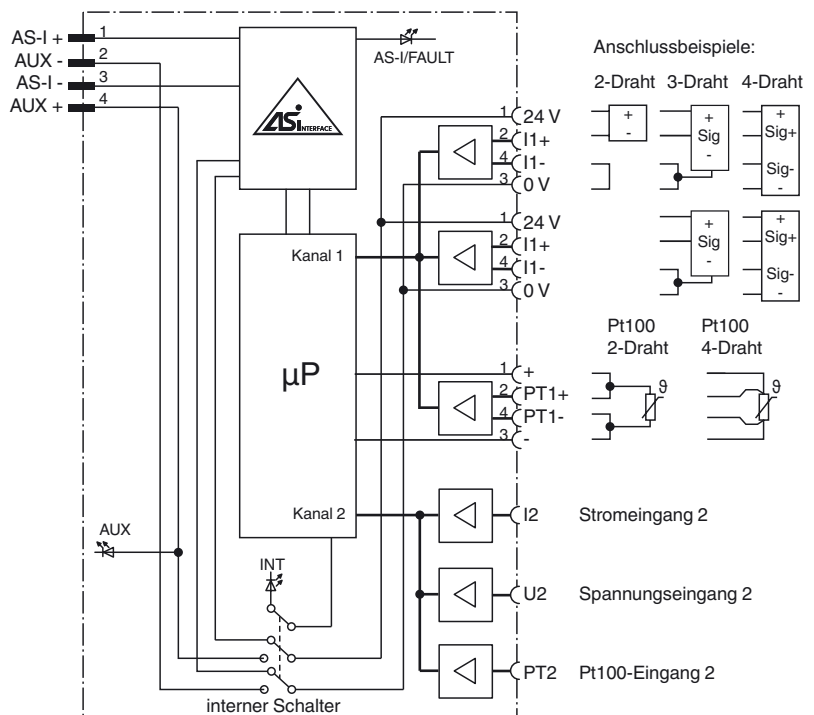 AS-I +
1
AUX -
2
AS-I -
3
AUX +
4
AS-I/FAULT
ASi
INTERFACE
Anschlussbeispiele:
2-Draht 3-Draht 4-Draht
1 24 V
2 I1+
4 I1-
3 0 V
+
-
+
Sig
-
+
Sig+
Sig-
-
1 24 V
2 I1+
4 I1-
3 0 V
+
Sig
-
+
Sig+
Sig-
-
Kanal 1
µP
Pt100
2-Draht
Pt100
4-Draht
1 +
2 PT1+
4 PT1-
3 -
ϑ
ϑ
Kanal 2
I2 Stromeingang 2
AUX
INT
U2 Spannungseingang 2
PT2 Pt100-Eingang 2
interner Schalter